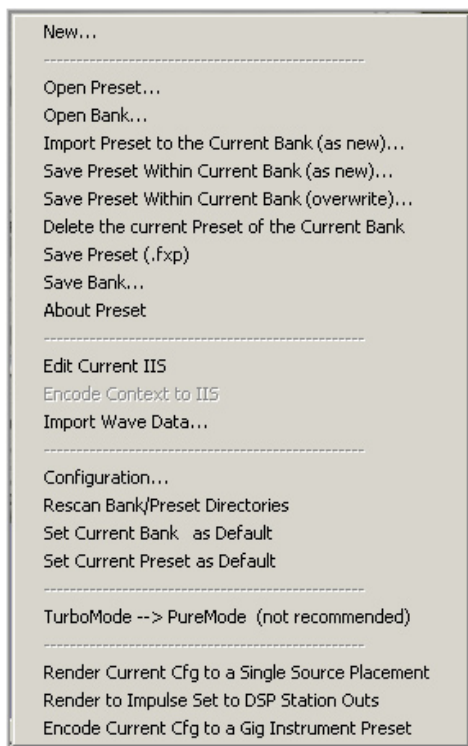 New...
Open Preset...
Open Bank...
Import Preset to the Current Bank (as new)...
Save Preset Within Current Bank (as new)...
Save Preset Within Current Bank (overwrite)...
Delete the current Preset of the Current Bank
Save Preset (.fxp)
Save Bank...
About Preset
Edit Current IIS
Encode Context to IIS
Import Wave Data...
Configuration...
Rescan Bank/Preset Directories
Set Current Bank  as Default
Set Current Preset as Default
TurboMode --> PureMode  (not recommended)
Render Current Cfg to a Single Source Placement
Render to Impulse Set to DSP Station Outs
Encode Current Cfg to a Gig Instrument Preset